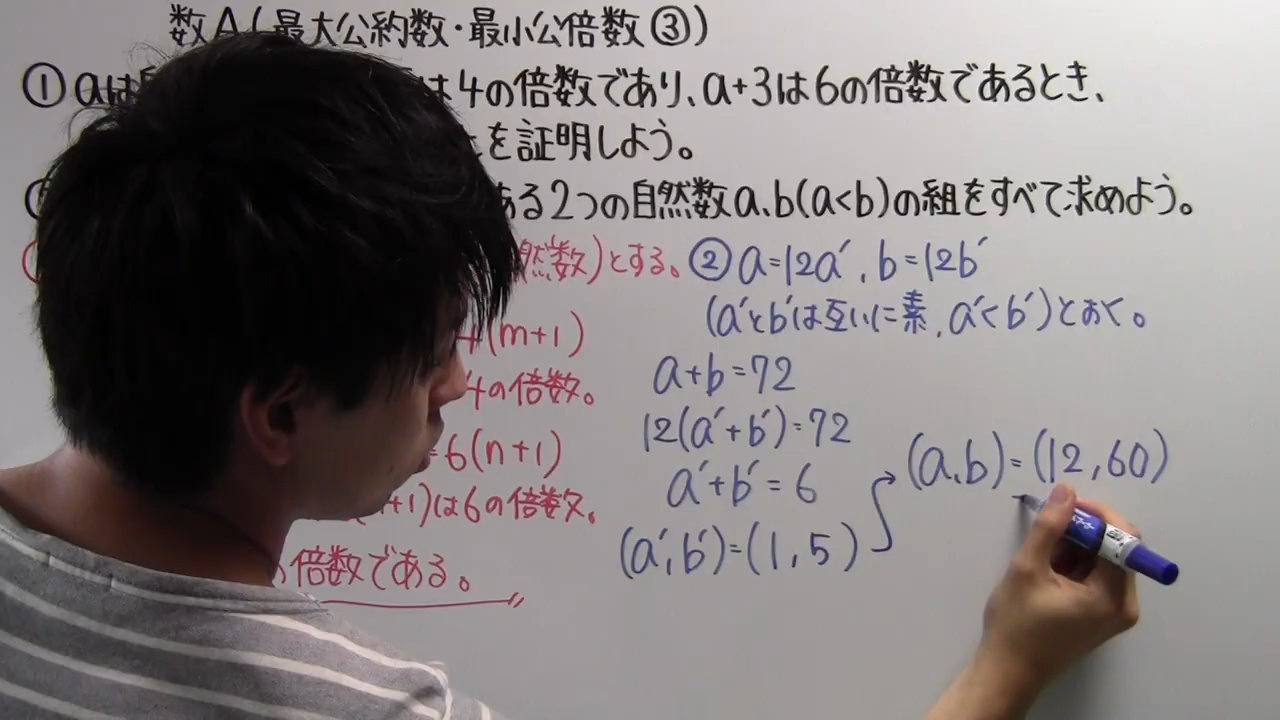 数A(最大公約数・最小公倍数③)
①aは は4の倍数であり、a+3は6の倍数であるとき、
を証明しよう。
ある2つの自然数a、b(a<b)の組をすべて求めよう。
然数)とする。
(m+1)
4の倍数。
=6(n+1)
+1)は6の倍数。
倍数である。
②a=12a′, b=12b′
(a′とb′は互いに素, a′<b′)とおく。
a+b=72
12(a′+b′)=72
a′+b′=6
(a′,b′)=(1,5)
(a,b)=(12,60)